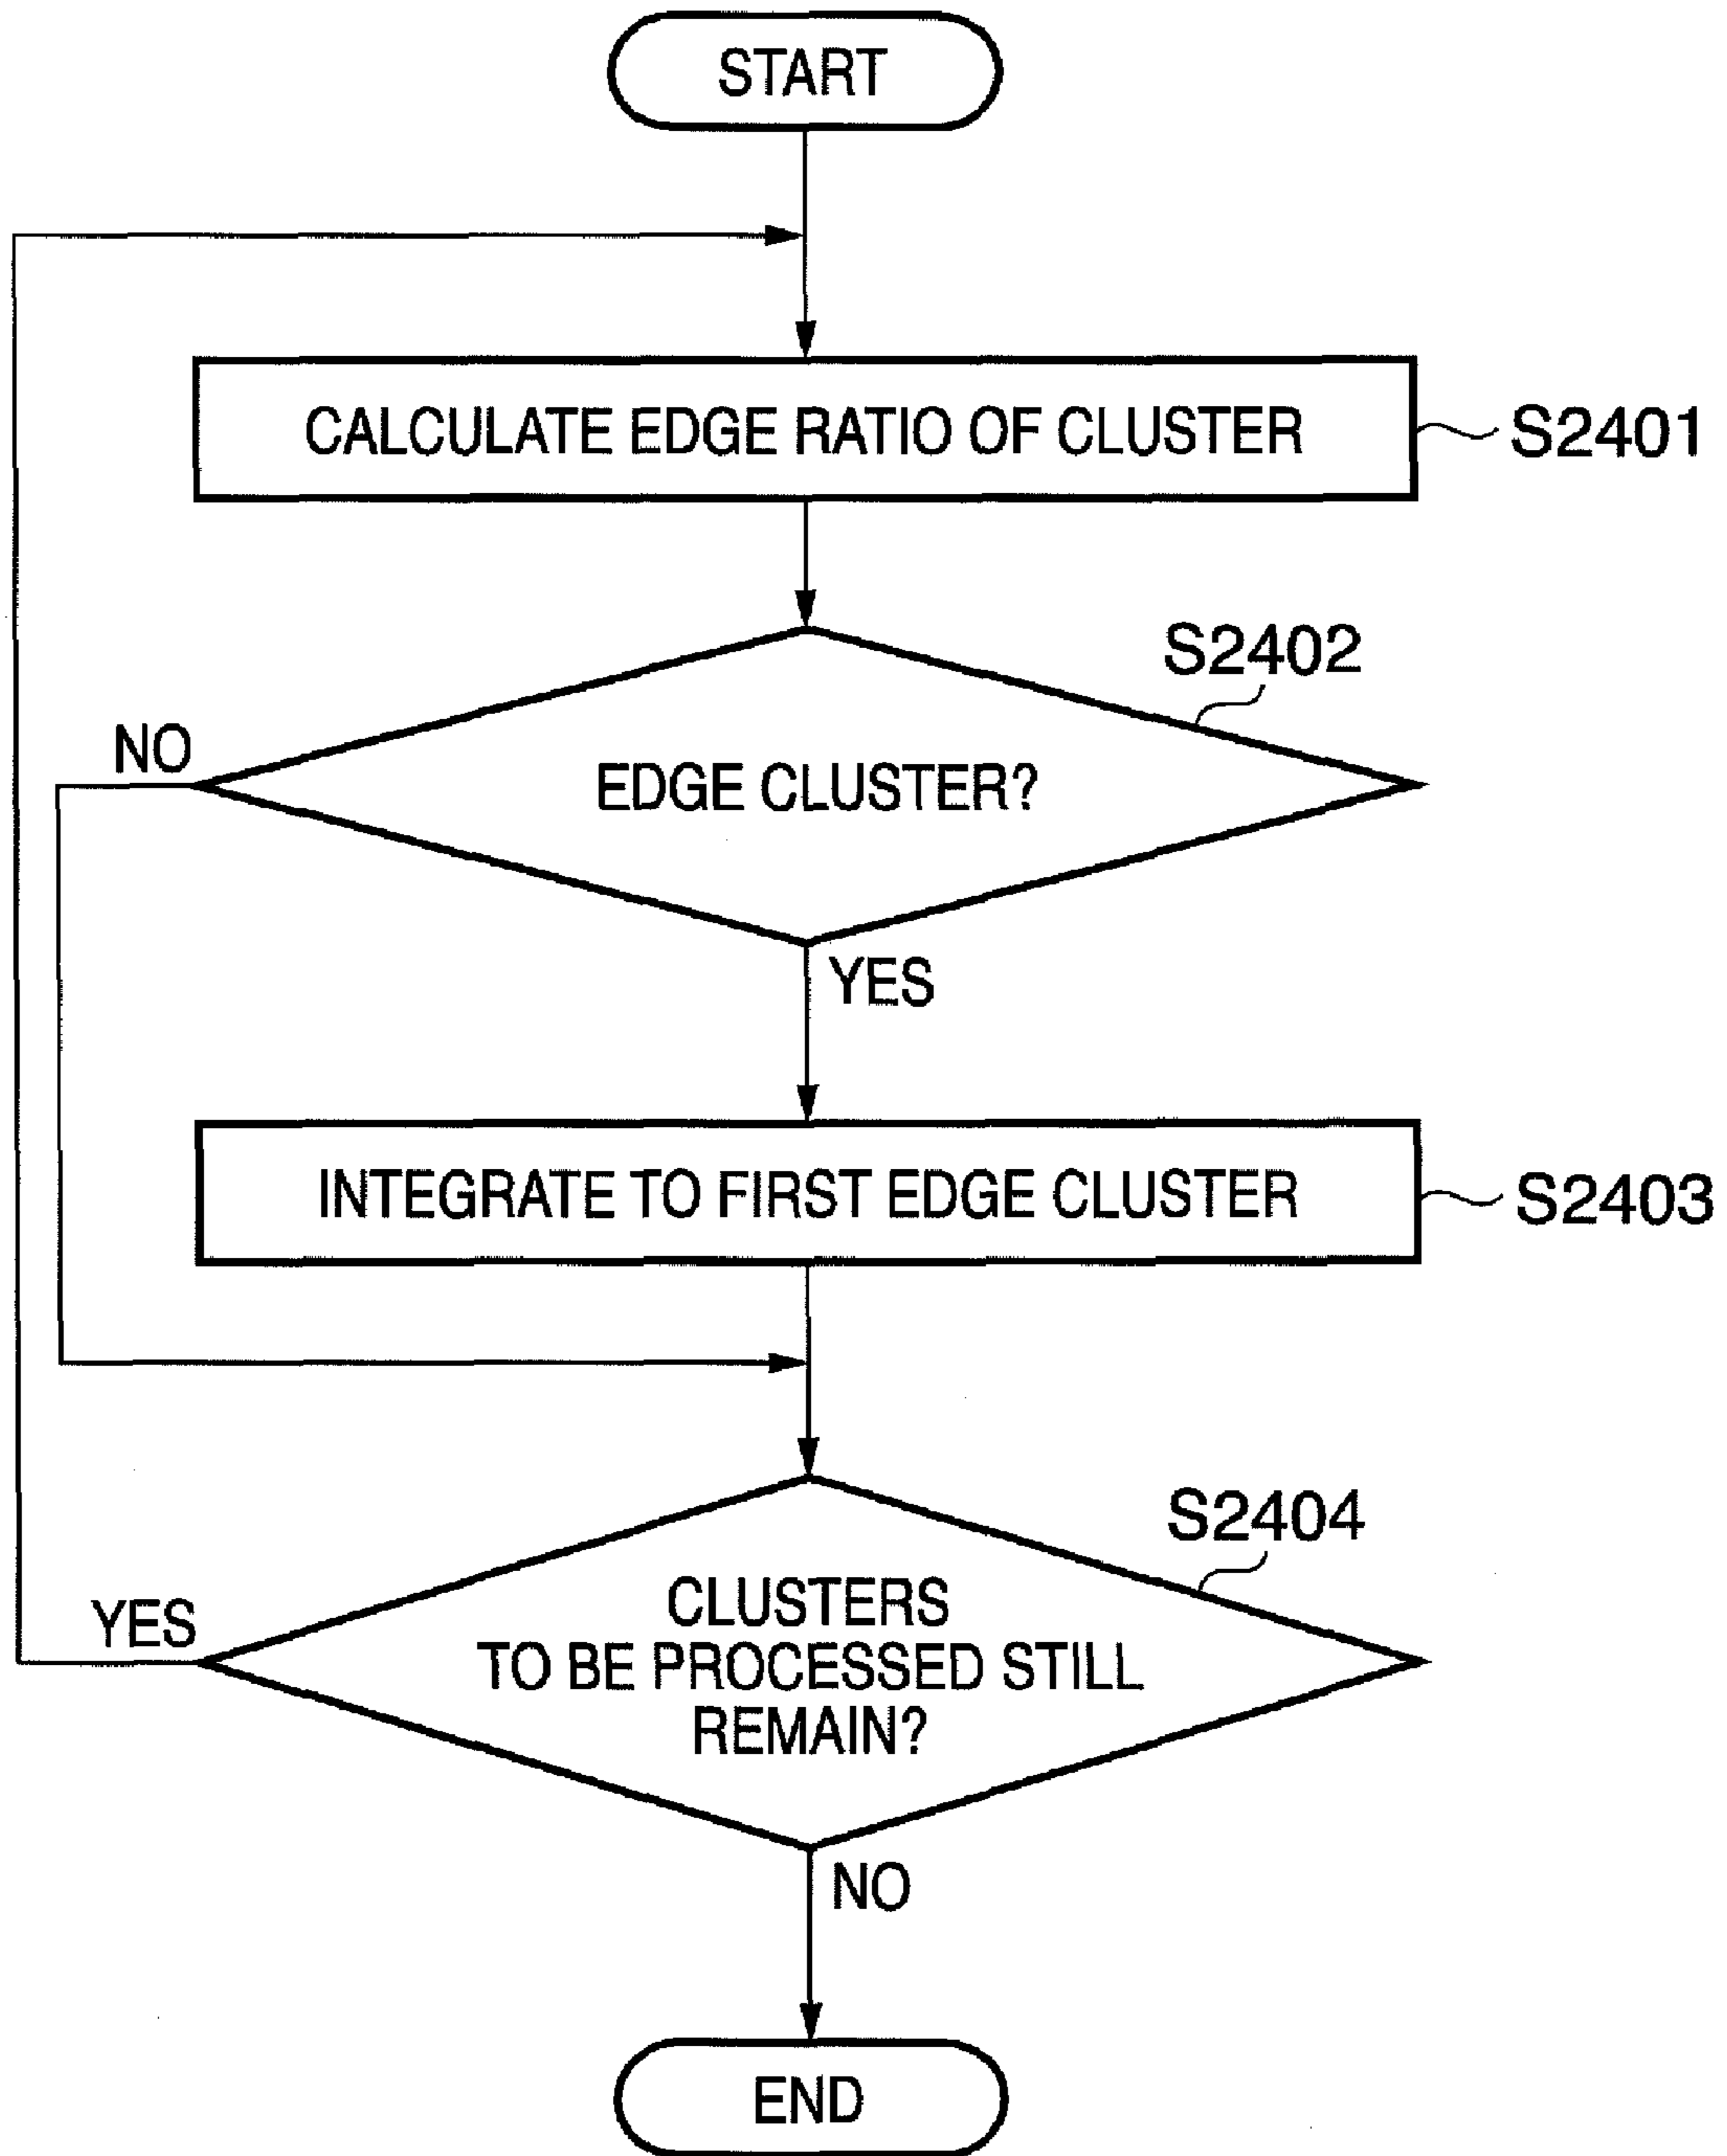 START
CALCULATE EDGE RATIO OF CLUSTER
S2401
S2402
NO
EDGE CLUSTER?
YES
INTEGRATE TO FIRST EDGE CLUSTER
S2403
S2404
CLUSTERS
YES
TO BE PROCESSED STILL
REMAIN?
NO
END